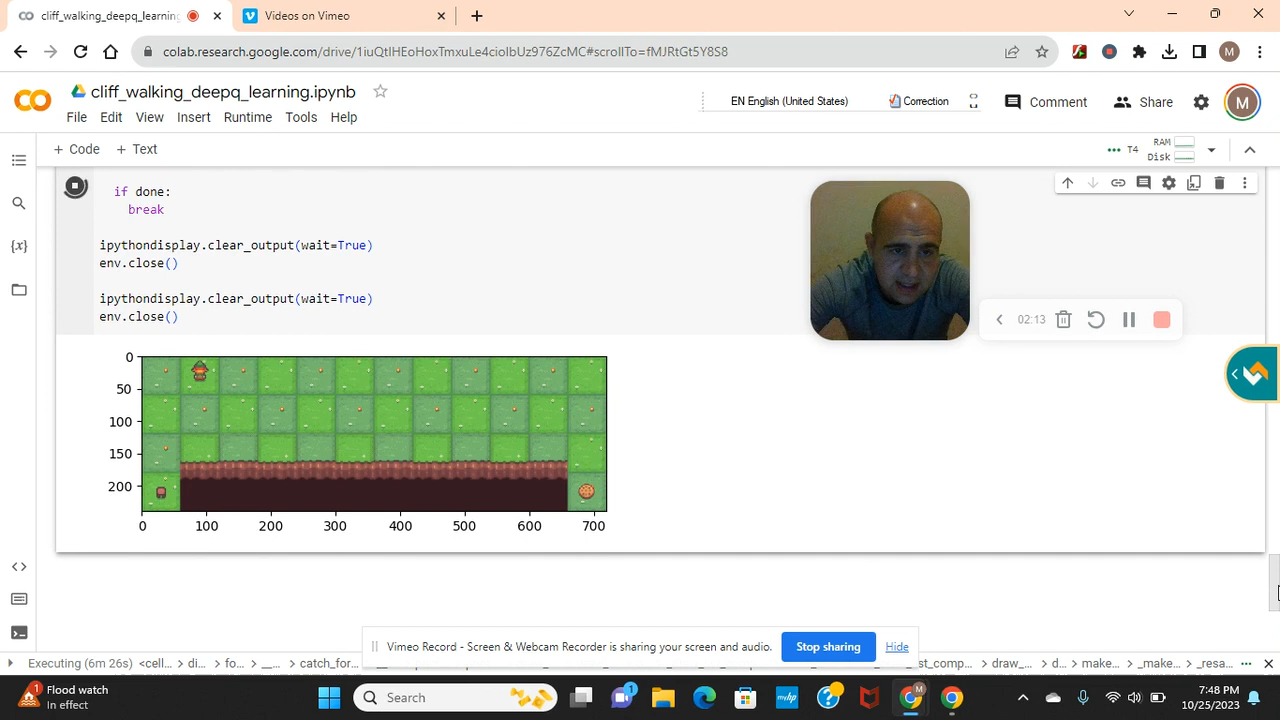 cliff_walking_deepq_learning
Videos on Vimeo
colab.research.google.com/drive/1iuQtIHEoHoxTmxuLe4cioIbUz976ZcMC#scrollTo=fMJRtGt5Y8S8
M
CO
cliff_walking_deepq_learning.ipynb
EN English (United States)
Correction
Comment
Share
M
File Edit View Insert Runtime Tools Help
+ Code + Text
T4
RAM
Disk
if done:
break
ipythondisplay.clear_output(wait=True)
env.close()
ipythondisplay.clear_output(wait=True)
env.close()
02:13
{x}
0
50
100
150
200
0 100 200 300 400 500 600 700
Vimeo Record - Screen & Webcam Recorder is sharing your screen and audio.
Stop sharing
Hide
Executing (6m 26s) <cell... di... fo... __... catch_for... st_comp... draw_... d... make... _make... _resa...
Flood watch
In effect
Search
1
myhp
M
7:48 PM
10/25/2023